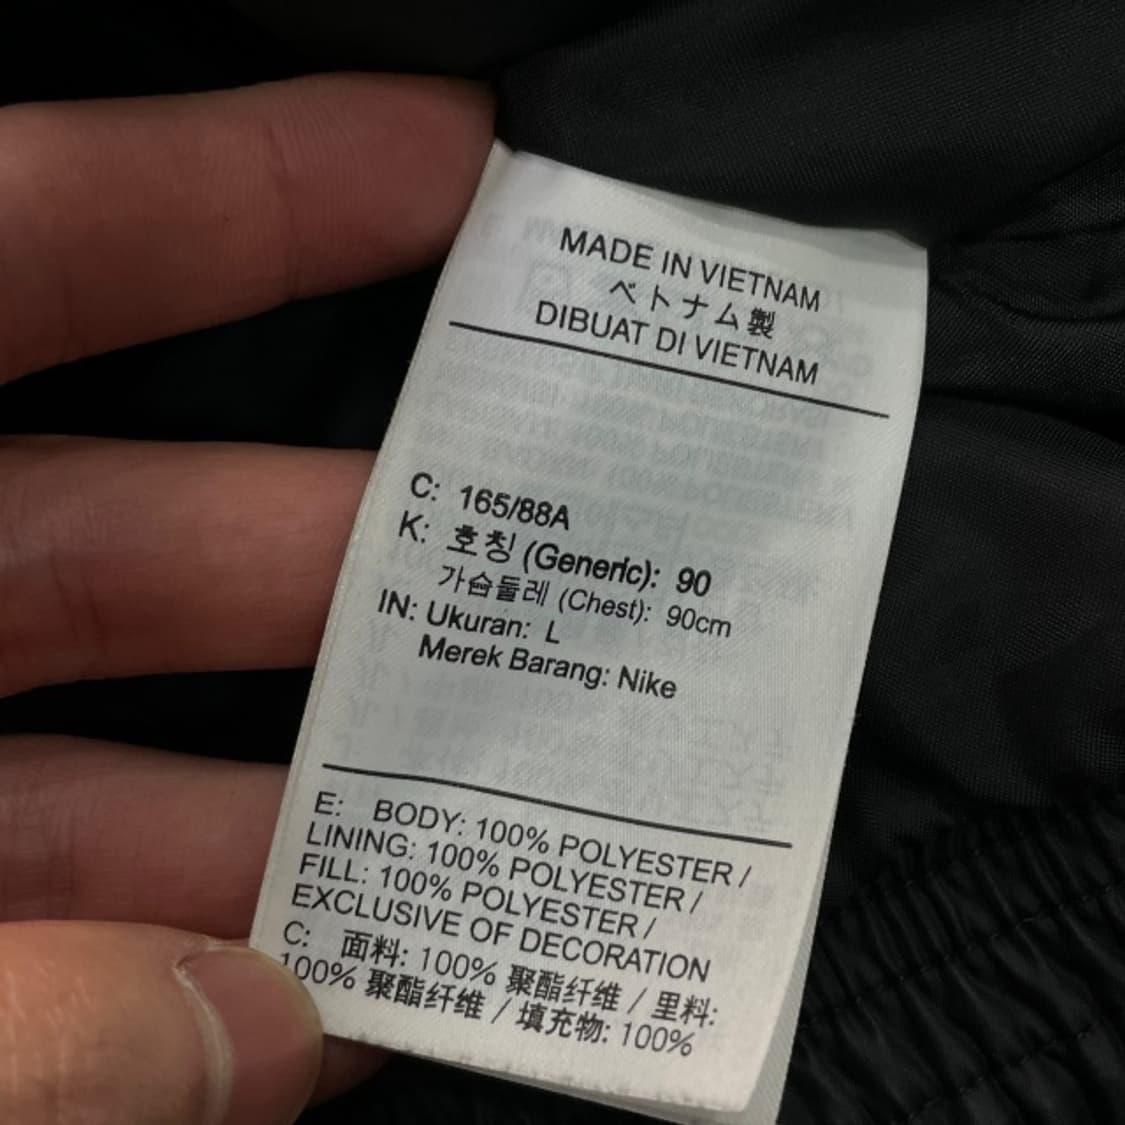 MADE IN VIETNAM
ベトナム製
DIBUAT DI VIETNAM
C: 165/88A
K: 호칭 (Generic): 90
가슴둘레 (Chest): 90cm
IN: Ukuran: L
Merek Barang: Nike
E: BODY: 100% POLYESTER /
LINING: 100% POLYESTER /
FILL: 100% POLYESTER /
EXCLUSIVE OF DECORATION
C: 面料: 100% 聚酯纤维 / 里料:
100% 聚酯纤维 / 填充物: 100%